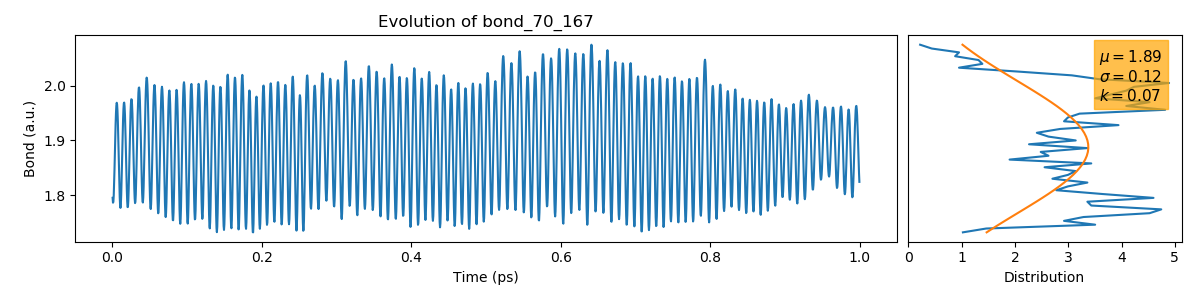 Evolution of bond_70_167
Bond (a.u.)
2.0
1.9
1.8
0.0 0.2 0.4 0.6 0.8 1.0
Time (ps)
μ = 1.89
σ = 0.12
k = 0.07
0 1 2 3 4 5
Distribution